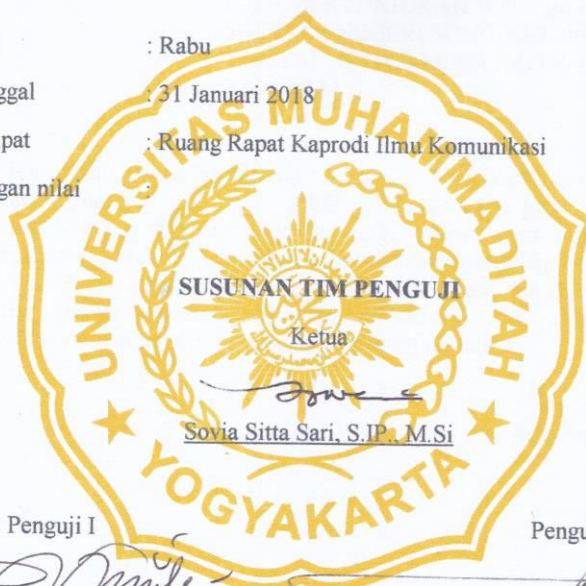 : Rabu
ggal : 31 Januari 2018
pat : Ruang Rapat Kaprodi Ilmu Komunikasi
gan nilai :
UNIVERSITAS MUHAMMADIYAH
YOGYAKARTA
SUSUNAN TIM PENGUJI
Ketua
Sovia Sitta Sari, S.IP., M.Si
Penguji I Pengu